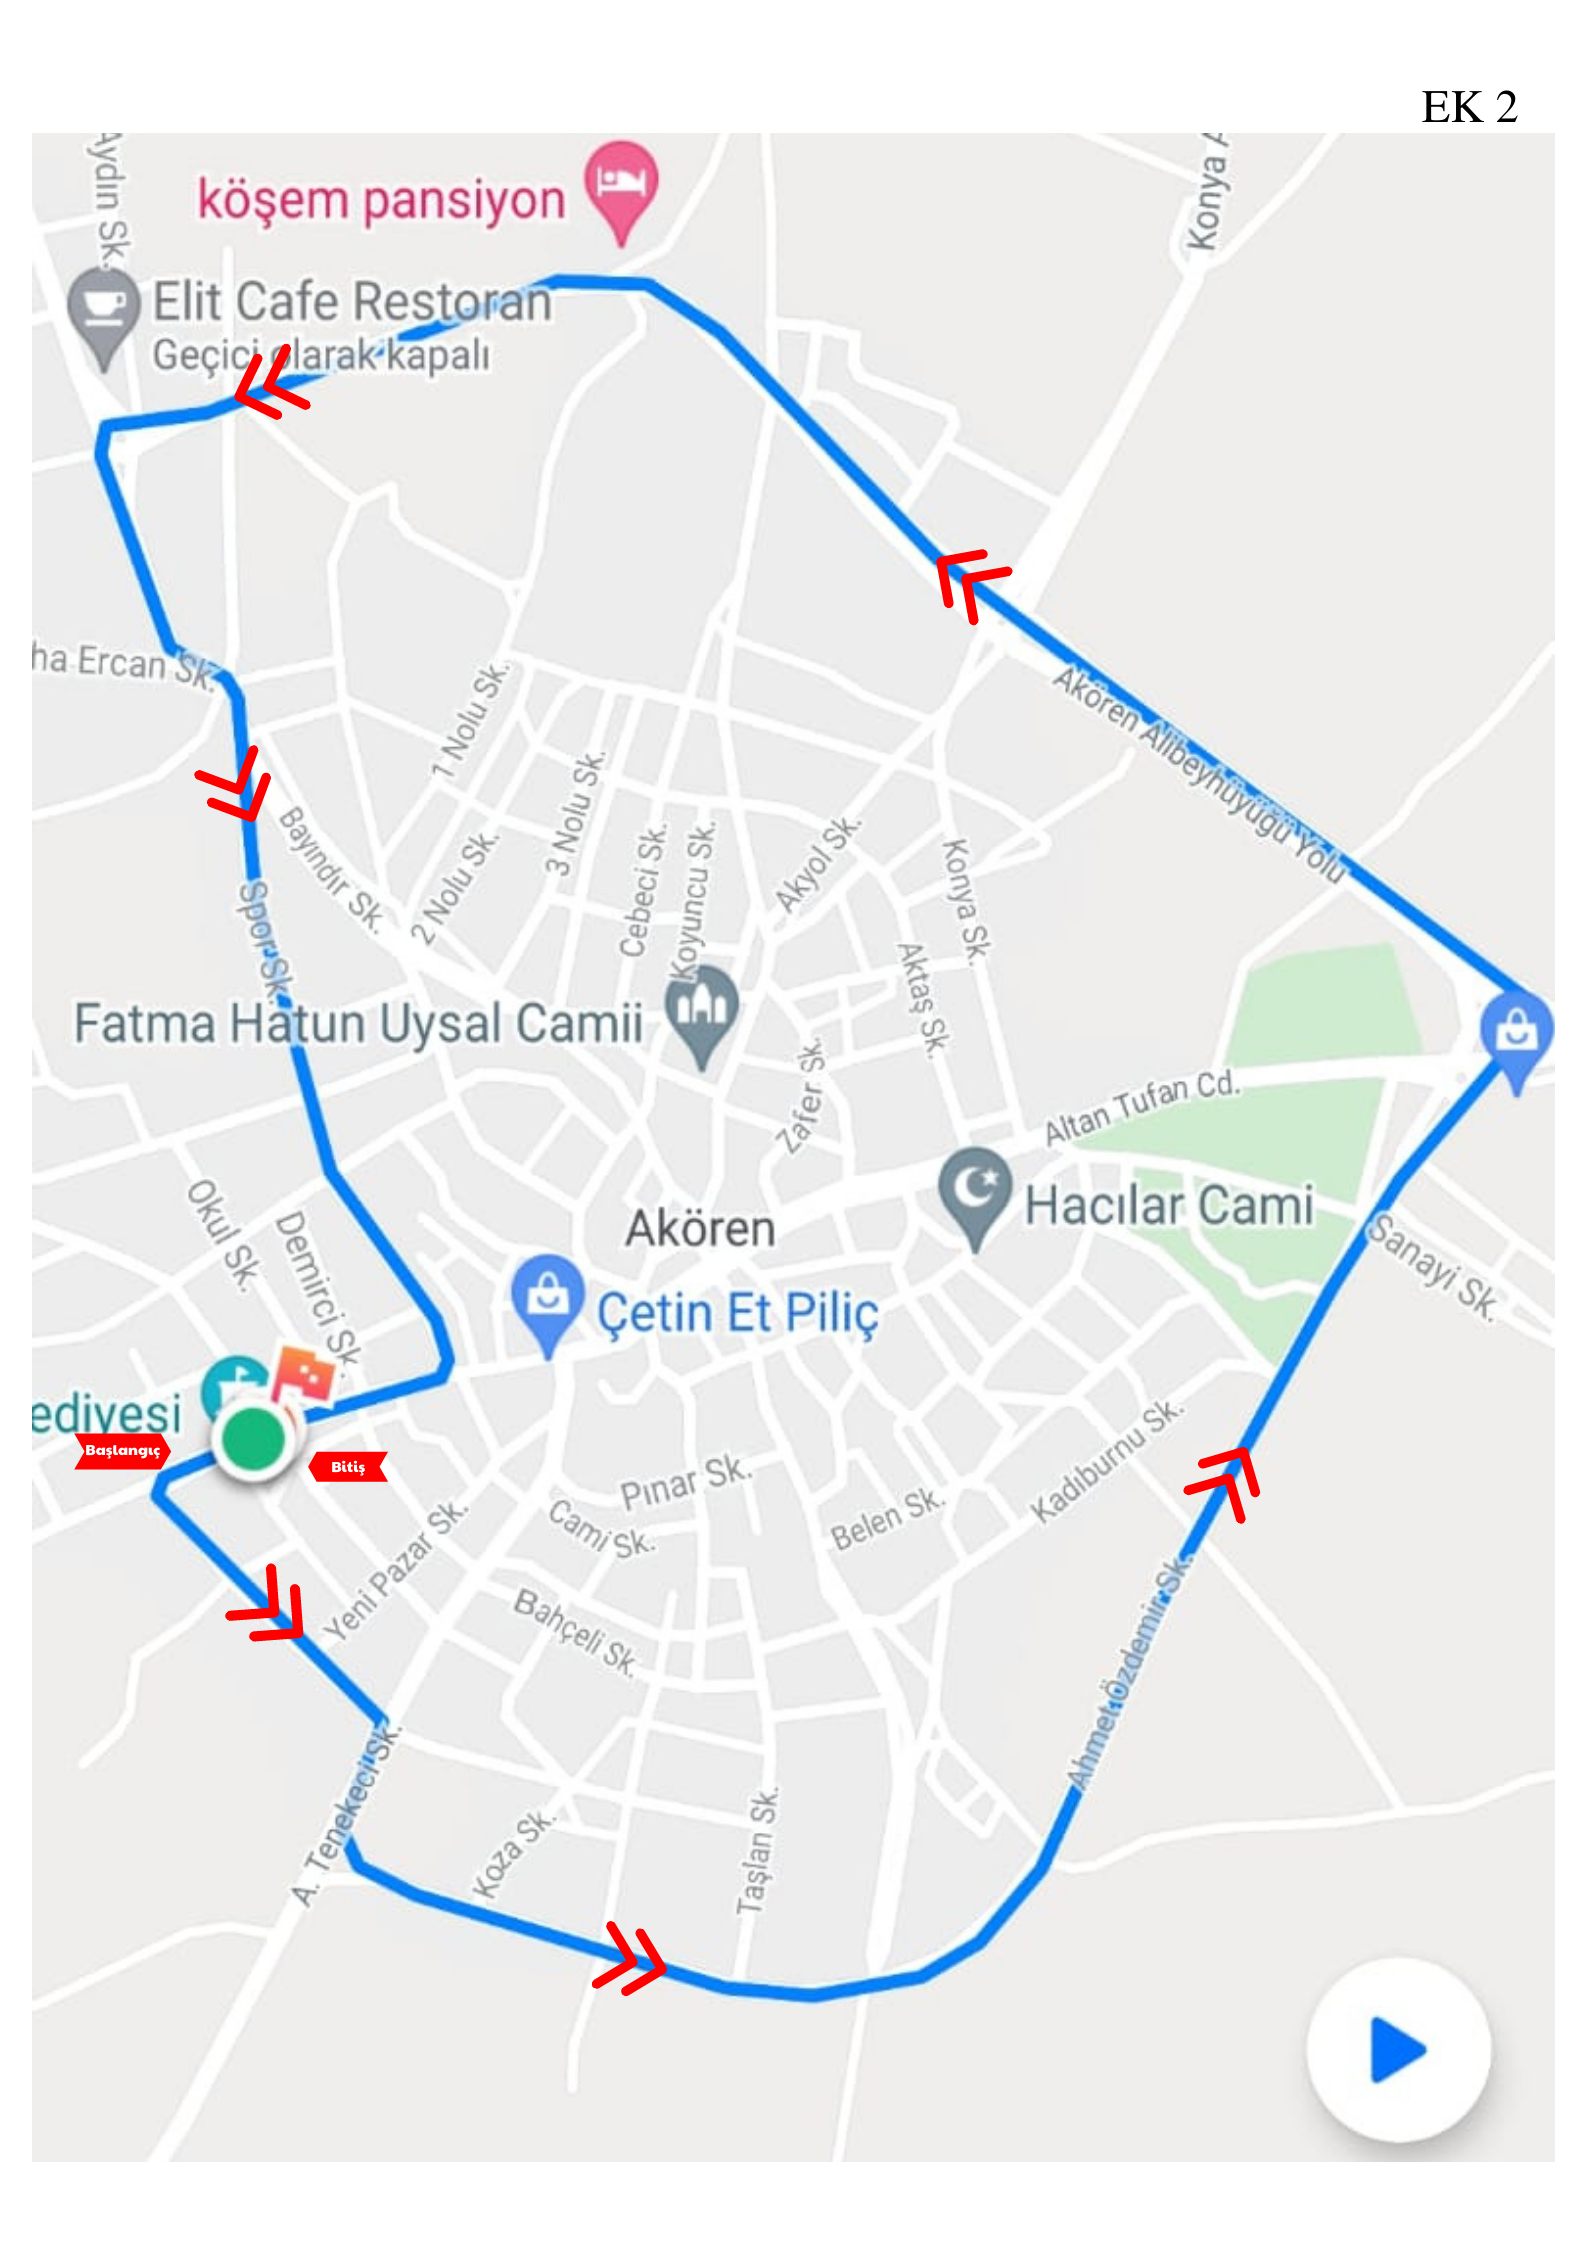 EK 2
Aydın Sk.
köşem pansiyon
Konya A
Elit Cafe Restoran
Geçici olarak kapalı
ha Ercan Sk.
1 Nolu Sk.
Akören Alibeyhüyüğü Yolu
3 Nolu Sk.
Bayındır Sk.
2 Nolu Sk.
Cebeci Sk.
Koyuncu Sk.
Akyol Sk.
Konya Sk.
Spor Sk.
Aktaş Sk.
Fatma Hatun Uysal Camii
Zafer Sk.
Altan Tufan Cd.
Okul Sk.
Demirci Sk.
Akören
Hacılar Cami
Sanayi Sk.
Çetin Et Piliç
ediyesi
Başlangıç
Bitiş
Pınar Sk.
Kadıburnu Sk.
Yeni Pazar Sk.
Cami Sk.
Belen Sk.
Bahçeli Sk.
Ahmet Özdemir Sk.
A. Tenekeci Sk.
Koza Sk.
Taşlan Sk.